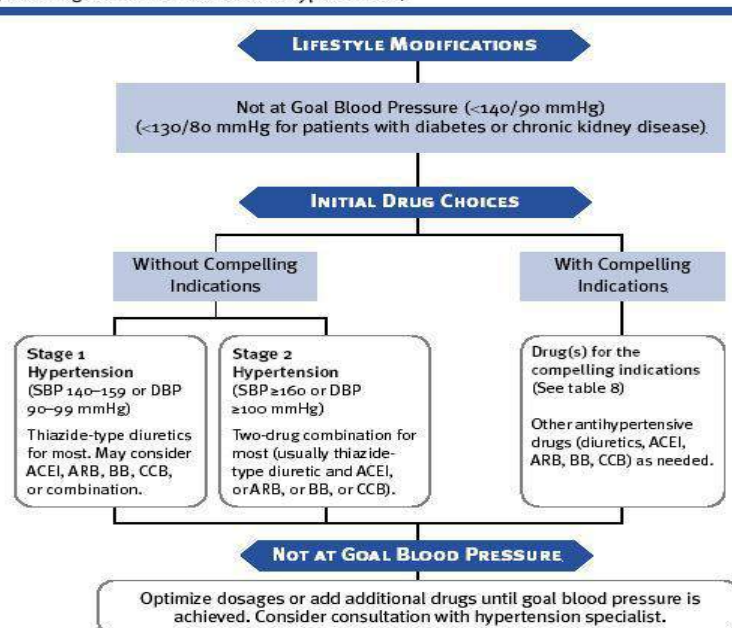 LIFESTYLE MODIFICATIONS
Not at Goal Blood Pressure (<140/90 mmHg)
(<130/80 mmHg for patients with diabetes or chronic kidney disease)
INITIAL DRUG CHOICES
Without Compelling
Indications
With Compelling
Indications
Stage 1
Hypertension
(SBP 140–159 or DBP
90–99 mmHg)
Thiazide-type diuretics
for most. May consider
ACEI, ARB, BB, CCB,
or combination.
Stage 2
Hypertension
(SBP ≥160 or DBP
≥100 mmHg)
Two-drug combination for
most (usually thiazide-
type diuretic and ACEI,
or ARB, or BB, or CCB).
Drug(s) for the
compelling indications
(See table 8)
Other antihypertensive
drugs (diuretics, ACEI,
ARB, BB, CCB) as needed.
NOT AT GOAL BLOOD PRESSURE
Optimize dosages or add additional drugs until goal blood pressure is
achieved. Consider consultation with hypertension specialist.